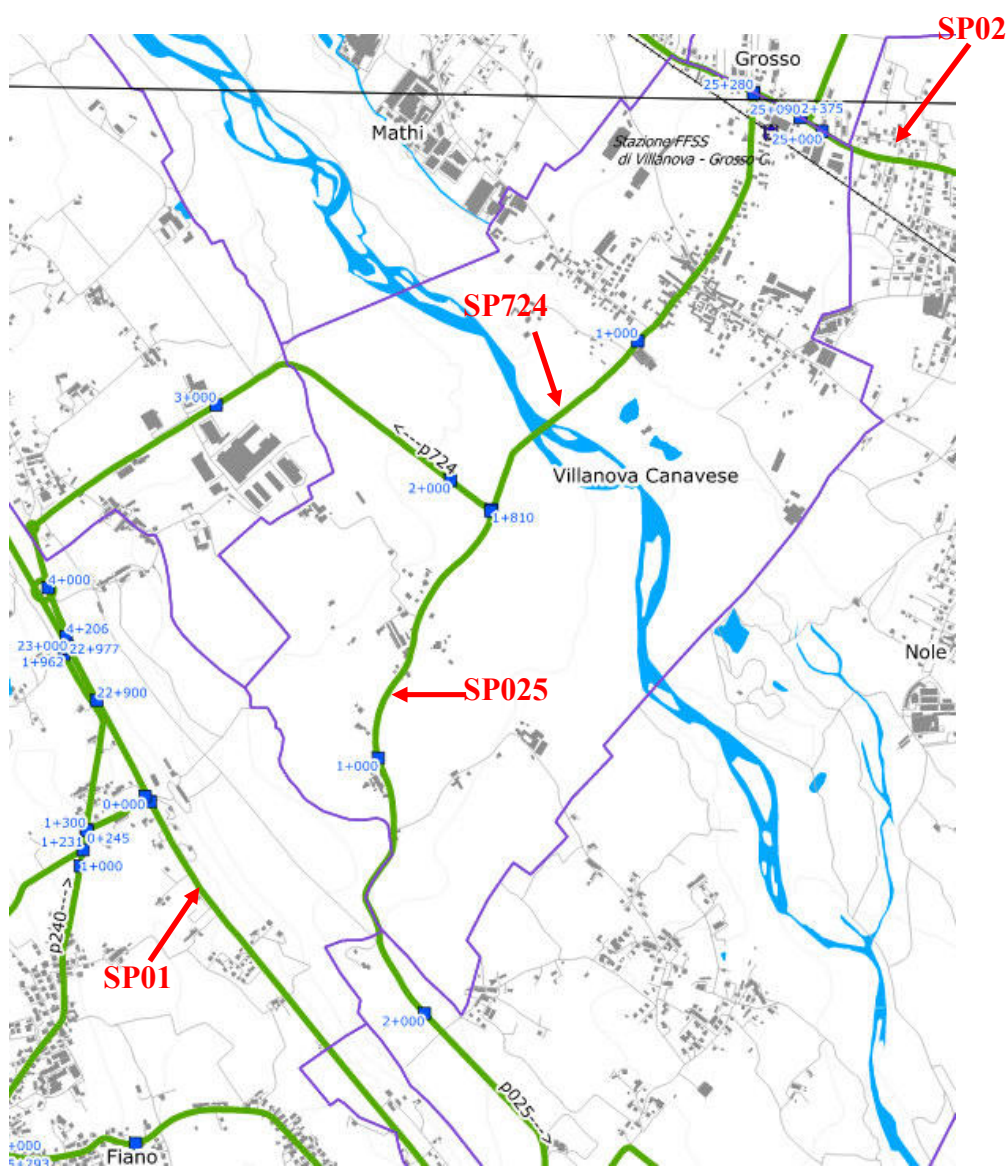 SP02
Grosso
25+280
25+090
2+375
25+000
Mathi
Stazione FFSS
di Villanova - Grosso C.
SP724
1+000
3+000
<---p724
2+000
Villanova Canavese
1+810
4+000
4+206
23+000
22+977
1+962
Nole
22+900
SP025
1+000
0+000
1+300
0+245
1+231
1+000
p240---->
SP01
2+000
p025--->
+000
Fiano